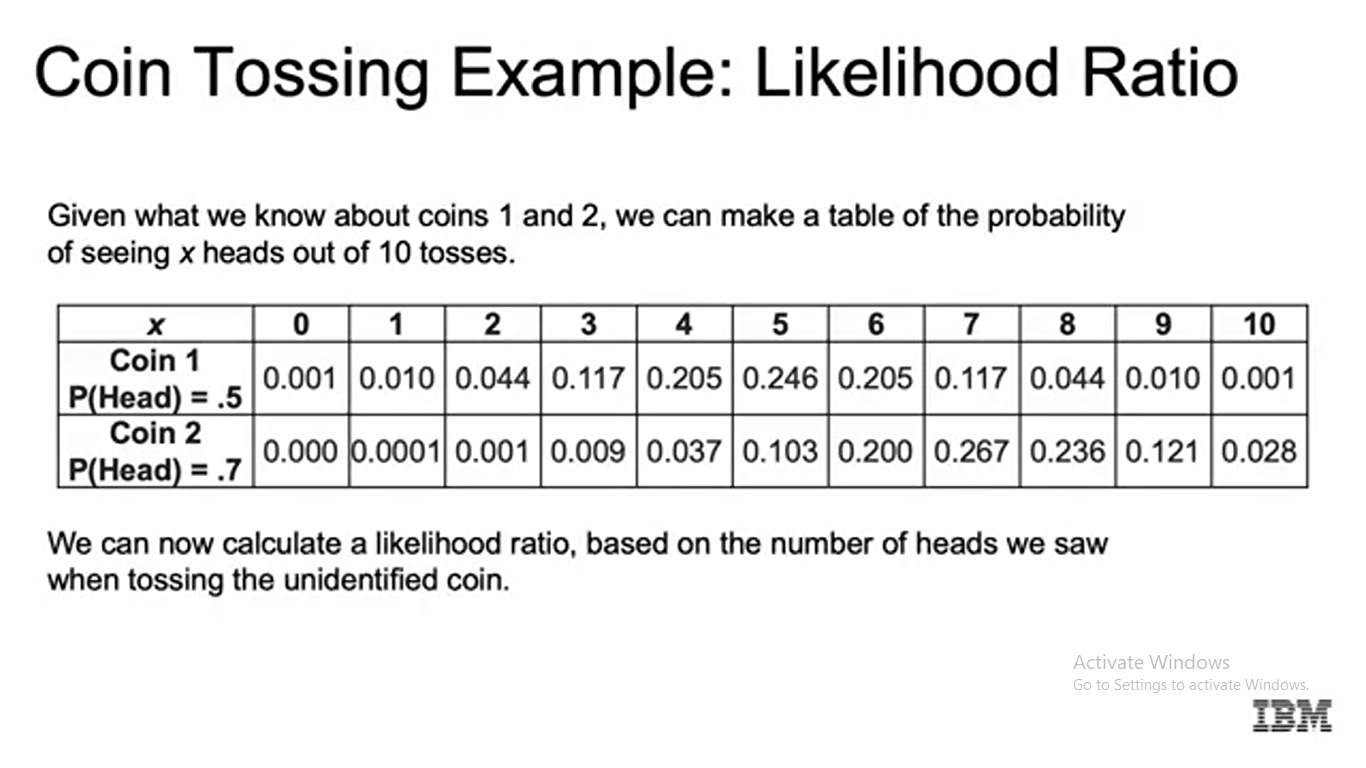 Coin Tossing Example: Likelihood Ratio
Given what we know about coins 1 and 2, we can make a table of the probability
of seeing x heads out of 10 tosses.
x 0 1 2 3 4 5 6 7 8 9 10
Coin 1
P(Head) = .5
0.001 0.010 0.044 0.117 0.205 0.246 0.205 0.117 0.044 0.010 0.001
Coin 2
P(Head) = .7
0.000 0.0001 0.001 0.009 0.037 0.103 0.200 0.267 0.236 0.121 0.028
We can now calculate a likelihood ratio, based on the number of heads we saw
when tossing the unidentified coin.
Activate Windows
Go to Settings to activate Windows.
IBM